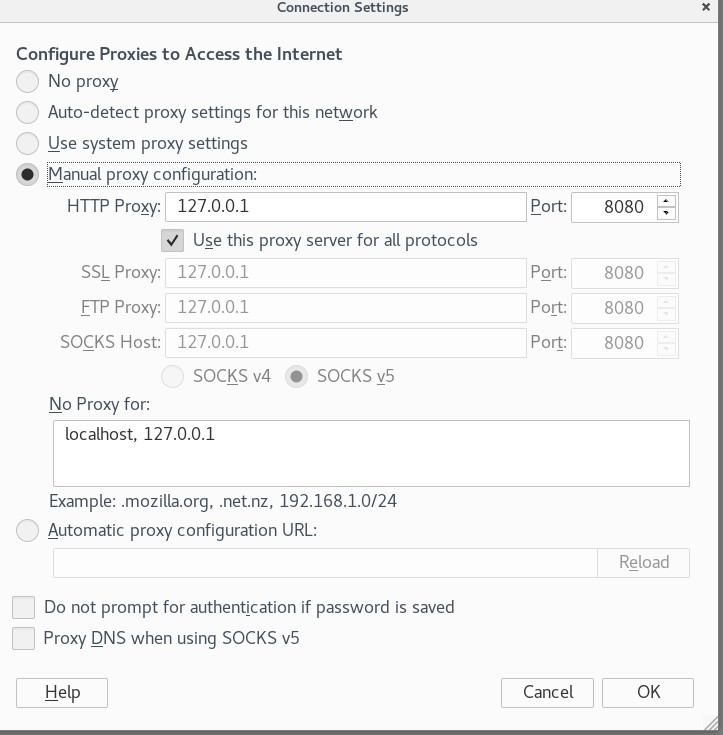 Connection Settings ×
Configure Proxies to Access the Internet
No proxy
Auto-detect proxy settings for this network
Use system proxy settings
Manual proxy configuration:
HTTP Proxy: 127.0.0.1 Port: 8080
Use this proxy server for all protocols
SSL Proxy: 127.0.0.1 Port: 8080
FTP Proxy: 127.0.0.1 Port: 8080
SOCKS Host: 127.0.0.1 Port: 8080
SOCKS v4 SOCKS v5
No Proxy for:
localhost, 127.0.0.1
Example: .mozilla.org, .net.nz, 192.168.1.0/24
Automatic proxy configuration URL:
Reload
Do not prompt for authentication if password is saved
Proxy DNS when using SOCKS v5
Help Cancel OK